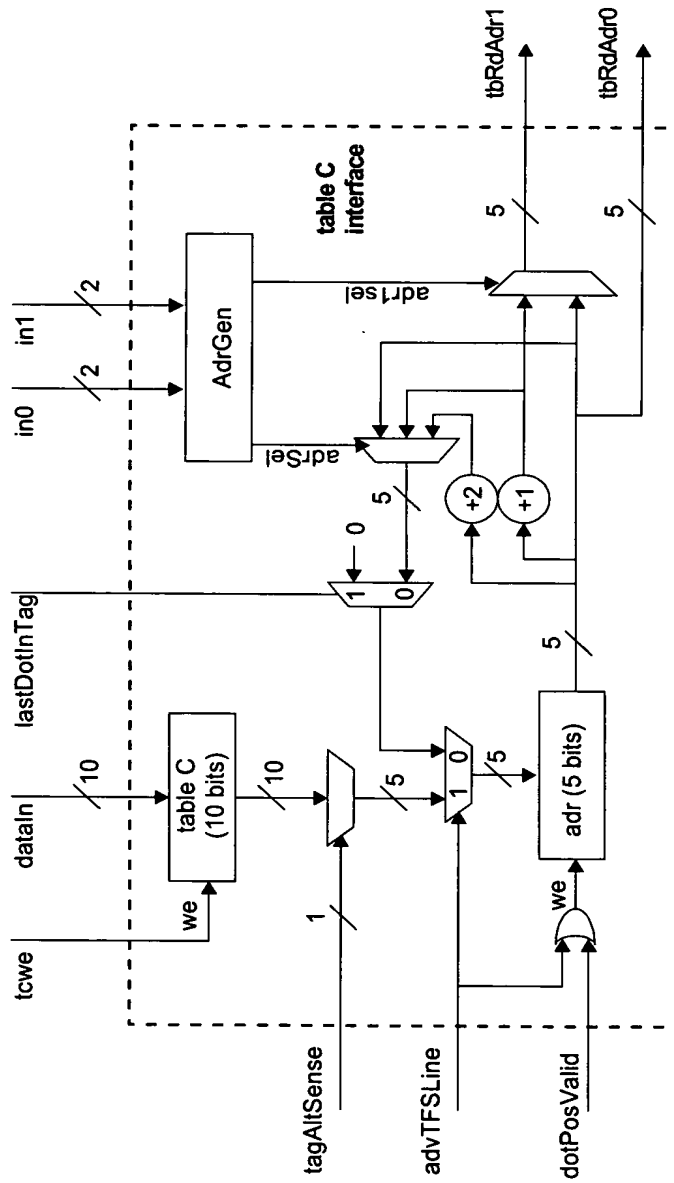 tcwe
dataIn
lastDotInTag
in0
in1
10
2
2
we
table C
(10 bits)
AdrGen
table C
interface
10
adrSel
adr1sel
tagAltSense
1
5
1
0
0
5
advTFSLine
1
0
5
+2
+1
5
tbRdAdr1
dotPosValid
we
adr (5 bits)
5
5
tbRdAdr0